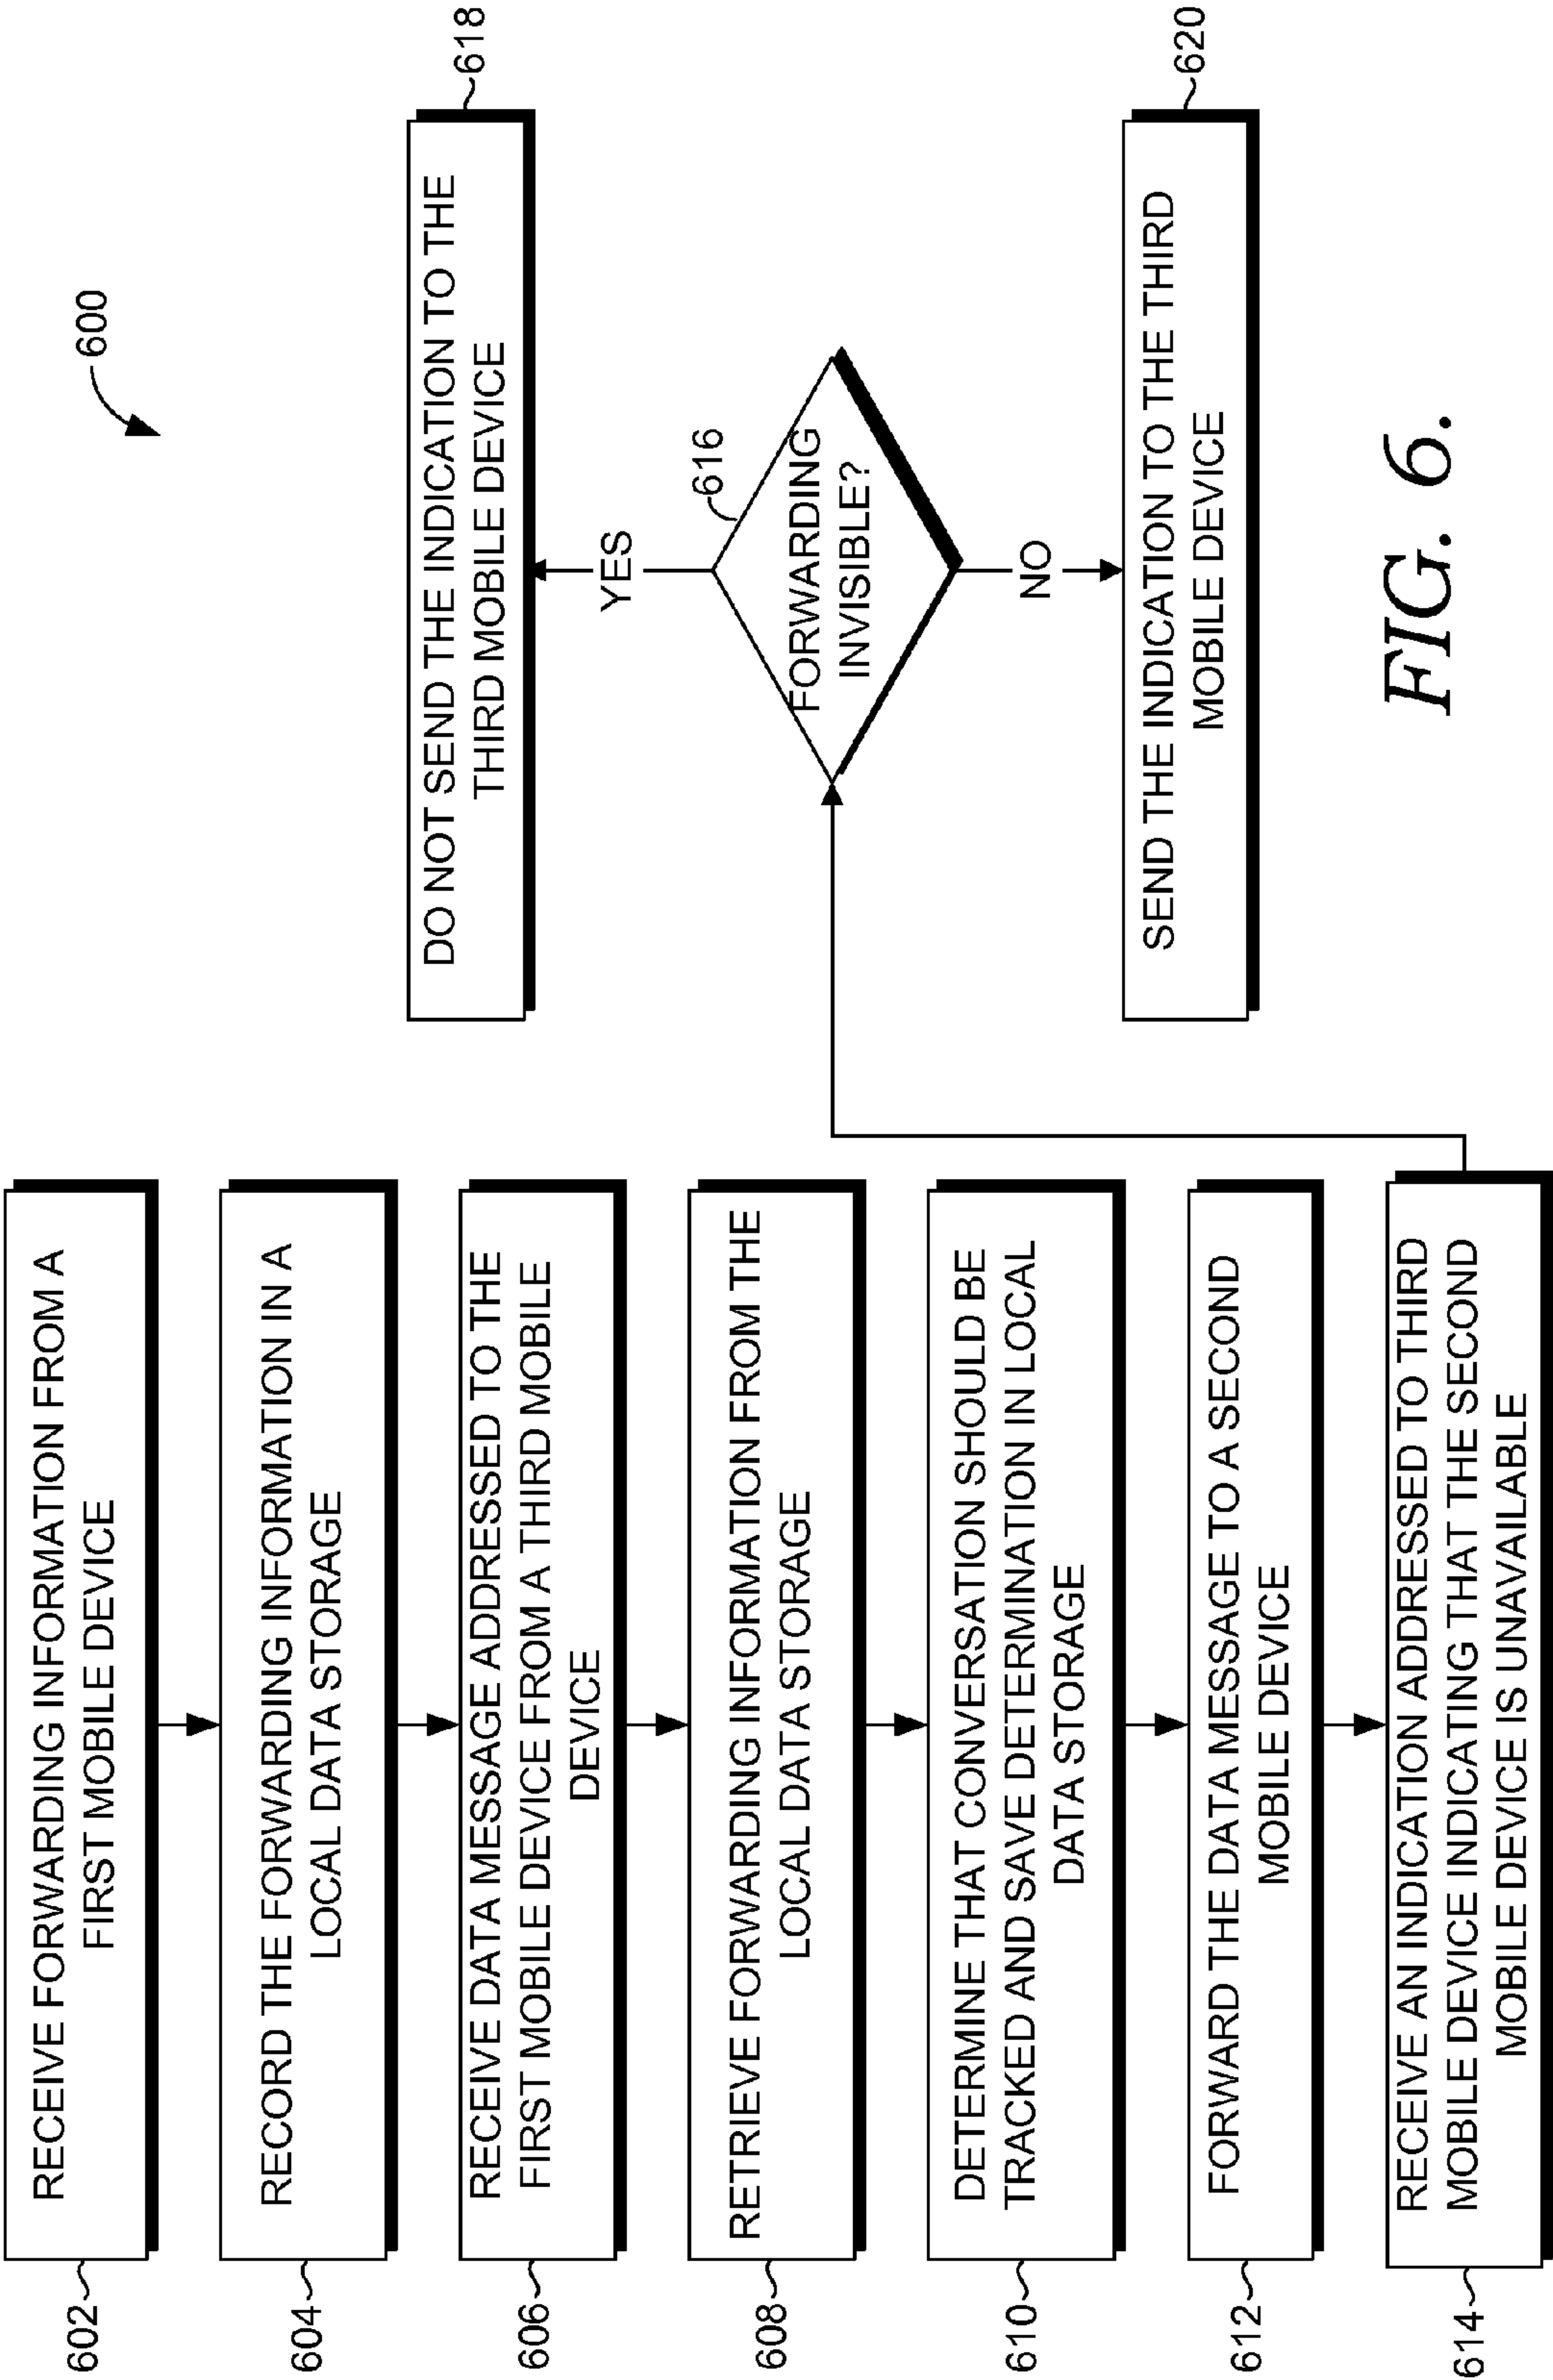 600
602
RECEIVE FORWARDING INFORMATION FROM A
FIRST MOBILE DEVICE
604
RECORD THE FORWARDING INFORMATION IN A
LOCAL DATA STORAGE
606
RECEIVE DATA MESSAGE ADDRESSED TO THE
FIRST MOBILE DEVICE FROM A THIRD MOBILE
DEVICE
608
RETRIEVE FORWARDING INFORMATION FROM THE
LOCAL DATA STORAGE
610
DETERMINE THAT CONVERSATION SHOULD BE
TRACKED AND SAVE DETERMINATION IN LOCAL
DATA STORAGE
612
FORWARD THE DATA MESSAGE TO A SECOND
MOBILE DEVICE
614
RECEIVE AN INDICATION ADDRESSED TO THIRD
MOBILE DEVICE INDICATING THAT THE SECOND
MOBILE DEVICE IS UNAVAILABLE
618
DO NOT SEND THE INDICATION TO THE
THIRD MOBILE DEVICE
YES
616
FORWARDING
INVISIBLE?
NO
620
SEND THE INDICATION TO THE THIRD
MOBILE DEVICE
FIG. 6.